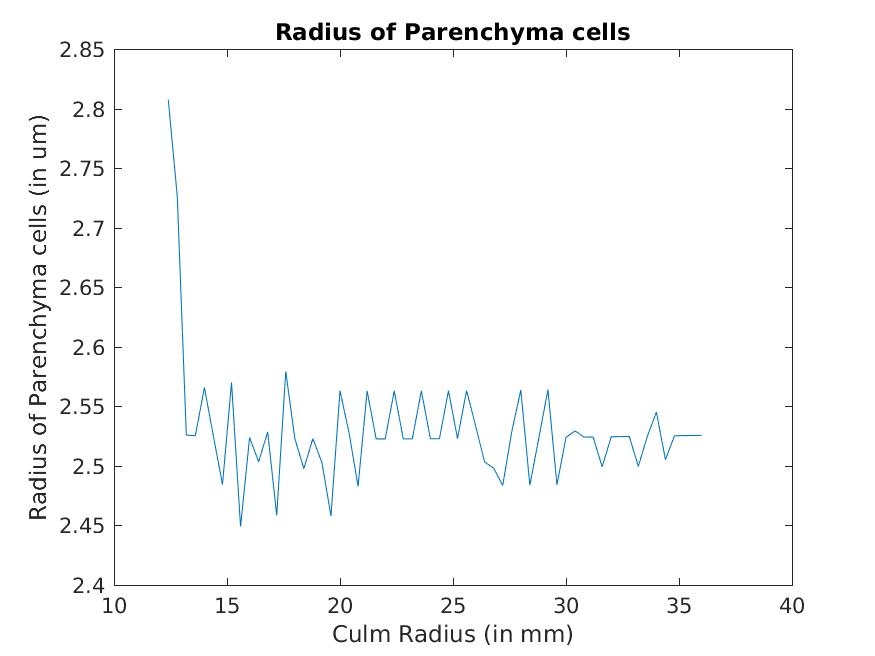 Radius of Parenchyma cells
Radius of Parenchyma cells (in um)
2.85
2.8
2.75
2.7
2.65
2.6
2.55
2.5
2.45
2.4
10 15 20 25 30 35 40
Culm Radius (in mm)